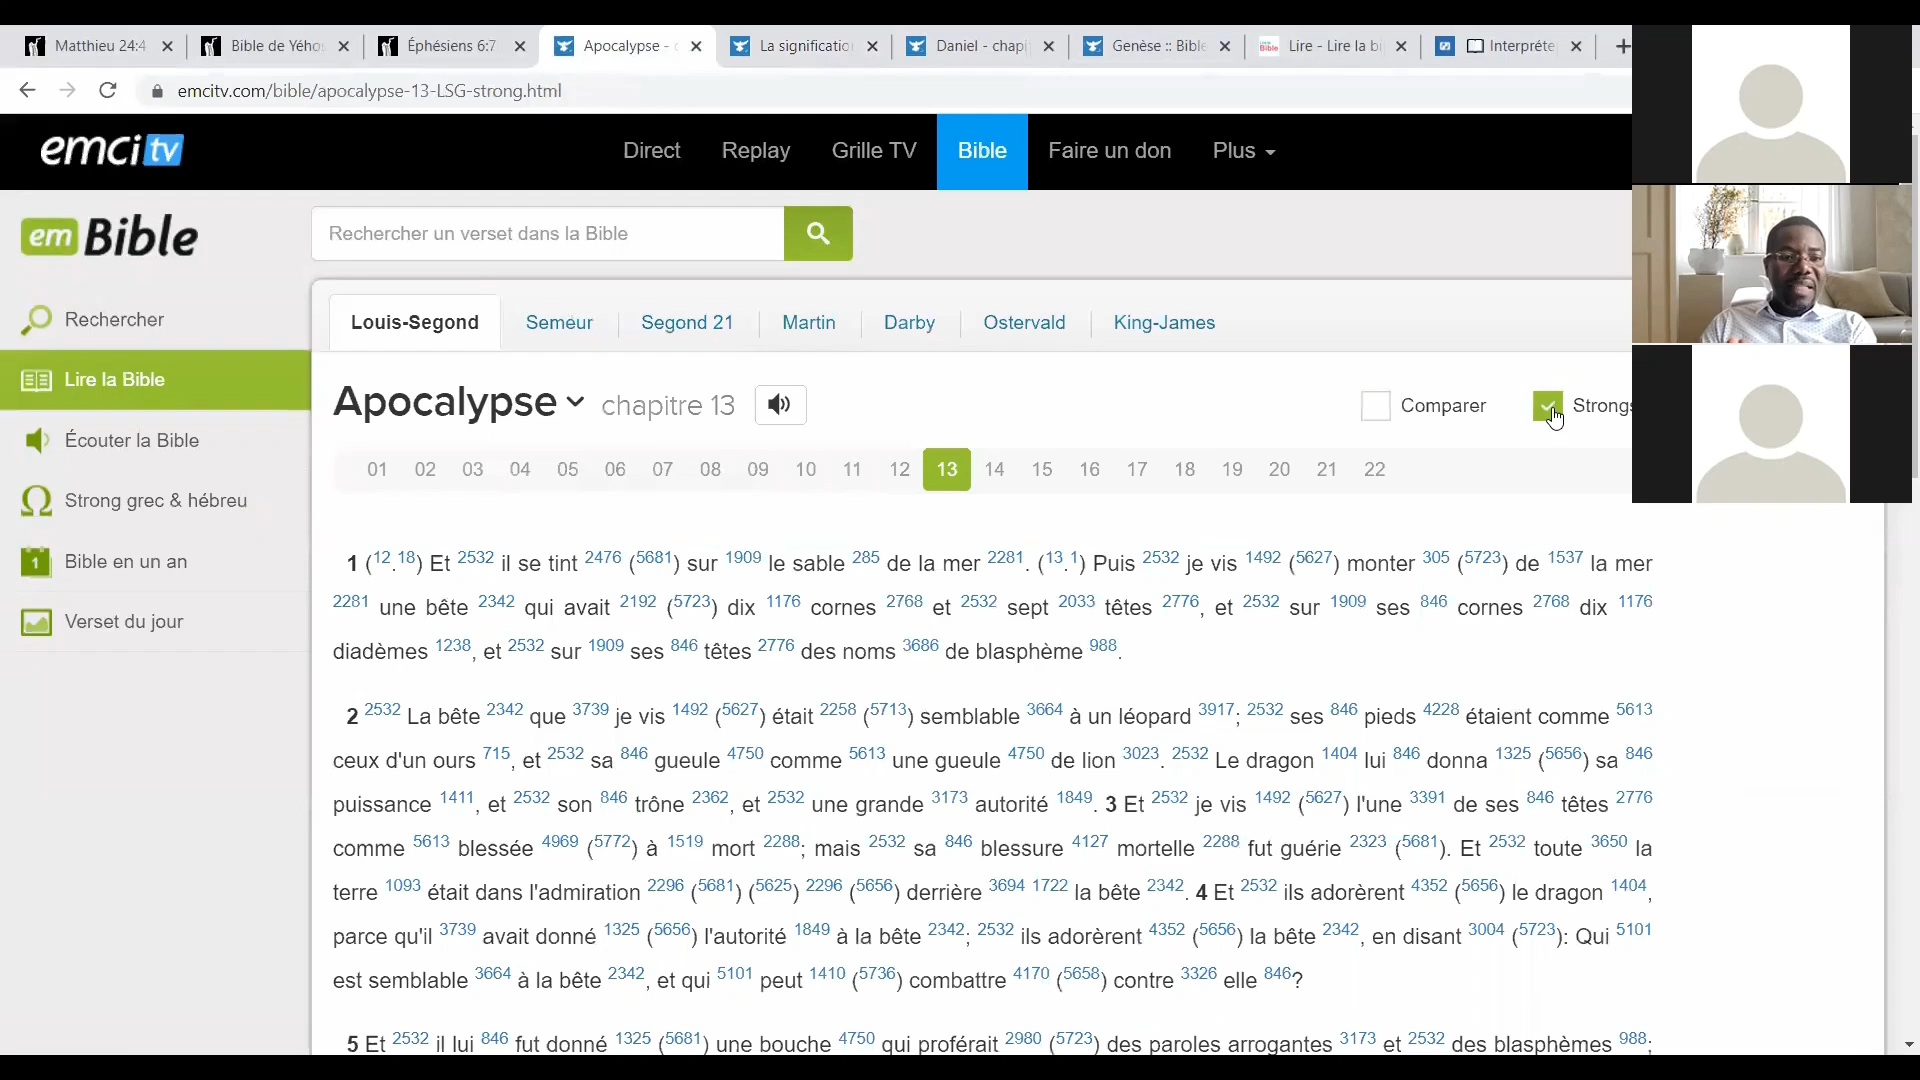 Matthieu 24:4
Bible de Yého
Éphésiens 6:7
Apocalypse - c
La significatio
Daniel - chapi
Genèse :: Bible
Lire - Lire la bi
Interpréte
emcitv.com/bible/apocalypse-13-LSG-strong.html
emci tv
Direct
Replay
Grille TV
Bible
Faire un don
Plus
em Bible
Rechercher un verset dans la Bible
Rechercher
Lire la Bible
Écouter la Bible
Strong grec & hébreu
Bible en un an
Verset du jour
Louis-Segond
Semeur
Segond 21
Martin
Darby
Ostervald
King-James
Apocalypse chapitre 13
Comparer
Strongs
01 02 03 04 05 06 07 08 09 10 11 12 13 14 15 16 17 18 19 20 21 22
1 (12.18) Et 2532 il se tint 2476 (5681) sur 1909 le sable 285 de la mer 2281. (13.1) Puis 2532 je vis 1492 (5627) monter 305 (5723) de 1537 la mer
2281 une bête 2342 qui avait 2192 (5723) dix 1176 cornes 2768 et 2532 sept 2033 têtes 2776, et 2532 sur 1909 ses 846 cornes 2768 dix 1176
diadèmes 1238, et 2532 sur 1909 ses 846 têtes 2776 des noms 3686 de blasphème 988.
2 2532 La bête 2342 que 3739 je vis 1492 (5627) était 2258 (5713) semblable 3664 à un léopard 3917; 2532 ses 846 pieds 4228 étaient comme 5613
ceux d'un ours 715, et 2532 sa 846 gueule 4750 comme 5613 une gueule 4750 de lion 3023. 2532 Le dragon 1404 lui 846 donna 1325 (5656) sa 846
puissance 1411, et 2532 son 846 trône 2362, et 2532 une grande 3173 autorité 1849. 3 Et 2532 je vis 1492 (5627) l'une 3391 de ses 846 têtes 2776
comme 5613 blessée 4969 (5772) à 1519 mort 2288; mais 2532 sa 846 blessure 4127 mortelle 2288 fut guérie 2323 (5681). Et 2532 toute 3650 la
terre 1093 était dans l'admiration 2296 (5681) (5625) 2296 (5656) derrière 3694 1722 la bête 2342. 4 Et 2532 ils adorèrent 4352 (5656) le dragon 1404,
parce qu'il 3739 avait donné 1325 (5656) l'autorité 1849 à la bête 2342; 2532 ils adorèrent 4352 (5656) la bête 2342, en disant 3004 (5723): Qui 5101
est semblable 3664 à la bête 2342, et qui 5101 peut 1410 (5736) combattre 4170 (5658) contre 3326 elle 846?
5 Et 2532 il lui 846 fut donné 1325 (5681) une bouche 4750 qui proférait 2980 (5723) des paroles arrogantes 3173 et 2532 des blasphèmes 988;